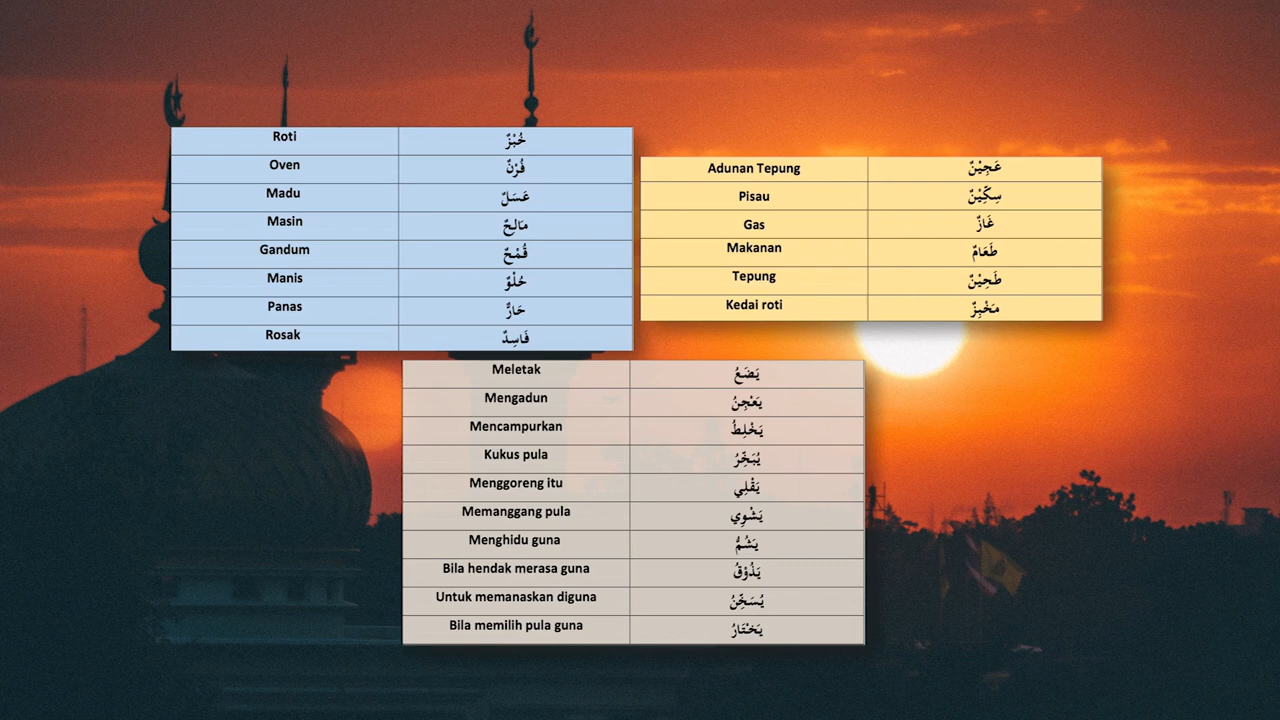 Roti خُبْزٌ
Oven فُرْنٌ
Madu عَسَلٌ
Masin مَالِحٌ
Gandum قُمْحٌ
Manis حُلْوٌ
Panas حَارٌّ
Rosak فَاسِدٌ
Adunan Tepung عَجِيْنٌ
Pisau سِكِّيْنٌ
Gas غَازٌ
Makanan طَعَامٌ
Tepung طَحِيْنٌ
Kedai roti مَخْبِزٌ
Meletak يَضَعُ
Mengadun يَعْجِنُ
Mencampurkan يَخْلِطُ
Kukus pula يُبَخِّرُ
Menggoreng itu يَقْلِي
Memanggang pula يَشْوِي
Menghidu guna يَشُمُّ
Bila hendak merasa guna يَذُوْقُ
Untuk memanaskan diguna يُسَخِّنُ
Bila memilih pula guna يَخْتَارُ